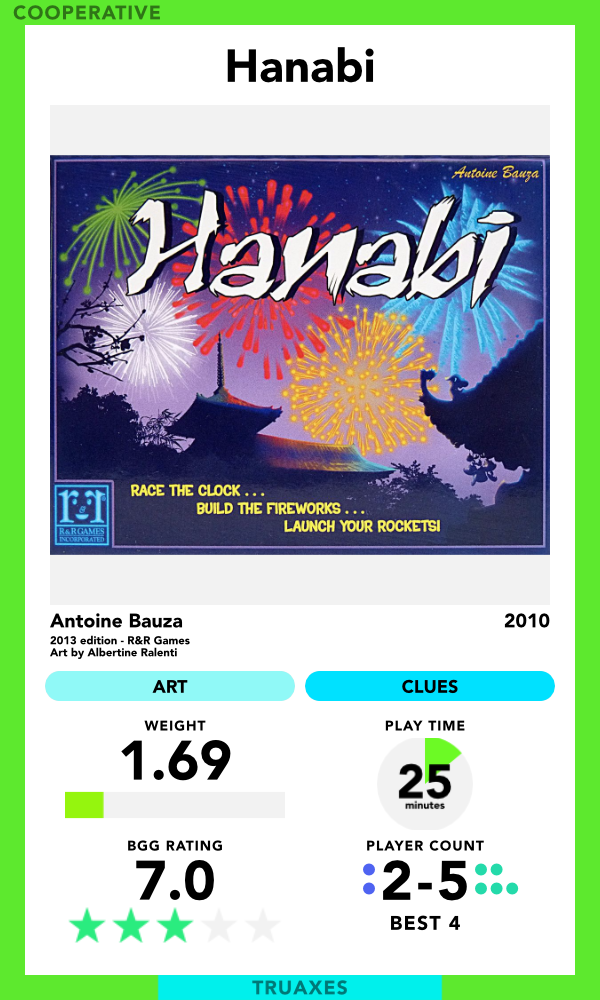 COOPERATIVE
Hanabi
Antoine Bauza
Hanabi
RACE THE CLOCK . . .
BUILD THE FIREWORKS . . .
LAUNCH YOUR ROCKETS!
r&r
R&R GAMES
INCORPORATED
Antoine Bauza
2010
2013 edition - R&R Games
Art by Albertine Ralenti
ART
CLUES
WEIGHT
1.69
PLAY TIME
25
minutes
BGG RATING
7.0
PLAYER COUNT
2-5
BEST 4
TRUAXES